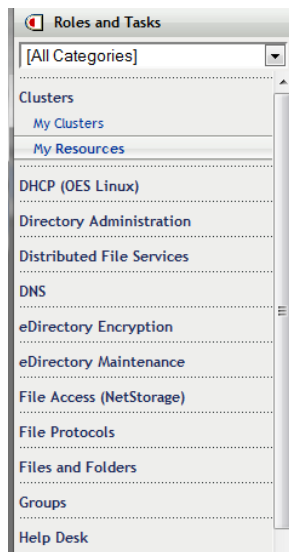 Roles and Tasks
[All Categories]
Clusters
My Clusters
My Resources
DHCP (OES Linux)
Directory Administration
Distributed File Services
DNS
eDirectory Encryption
eDirectory Maintenance
File Access (NetStorage)
File Protocols
Files and Folders
Groups
Help Desk